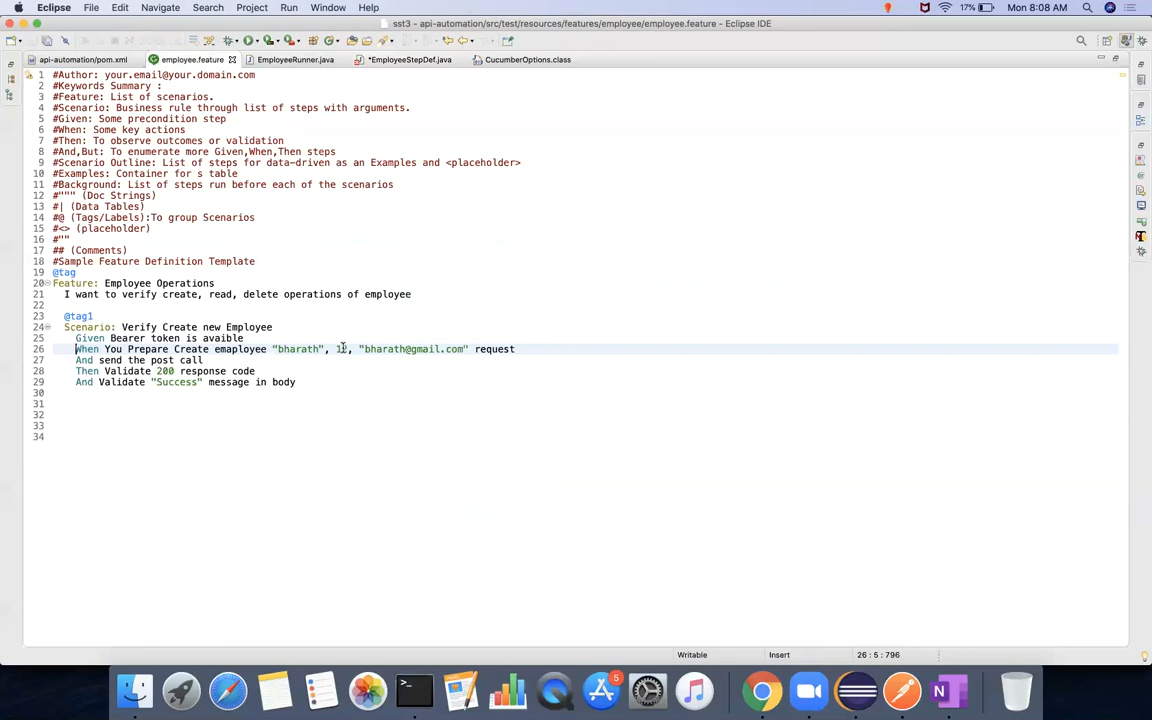 Eclipse File Edit Navigate Search Project Run Window Help 17% Mon 8:08 AM
sst3 - api-automation/src/test/resources/features/employee/employee.feature - Eclipse IDE
api-automation/pom.xml employee.feature EmployeeRunner.java *EmployeeStepDef.java CucumberOptions.class
1 #Author: your.email@your.domain.com
2 #Keywords Summary :
3 #Feature: List of scenarios.
4 #Scenario: Business rule through list of steps with arguments.
5 #Given: Some precondition step
6 #When: Some key actions
7 #Then: To observe outcomes or validation
8 #And,But: To enumerate more Given,When,Then steps
9 #Scenario Outline: List of steps for data-driven as an Examples and <placeholder>
10 #Examples: Container for s table
11 #Background: List of steps run before each of the scenarios
12 #""" (Doc Strings)
13 #| (Data Tables)
14 #@ (Tags/Labels):To group Scenarios
15 #<> (placeholder)
16 #""
17 ## (Comments)
18 #Sample Feature Definition Template
19 @tag
20 Feature: Employee Operations
21 I want to verify create, read, delete operations of employee
22
23 @tag1
24 Scenario: Verify Create new Employee
25 Given Bearer token is avaible
26 When You Prepare Create emaployee "bharath", "bharath@gmail.com" request
27 And send the post call
28 Then Validate 200 response code
29 And Validate "Success" message in body
30
31
32
33
34
Writable Insert 26 : 5 : 796
5